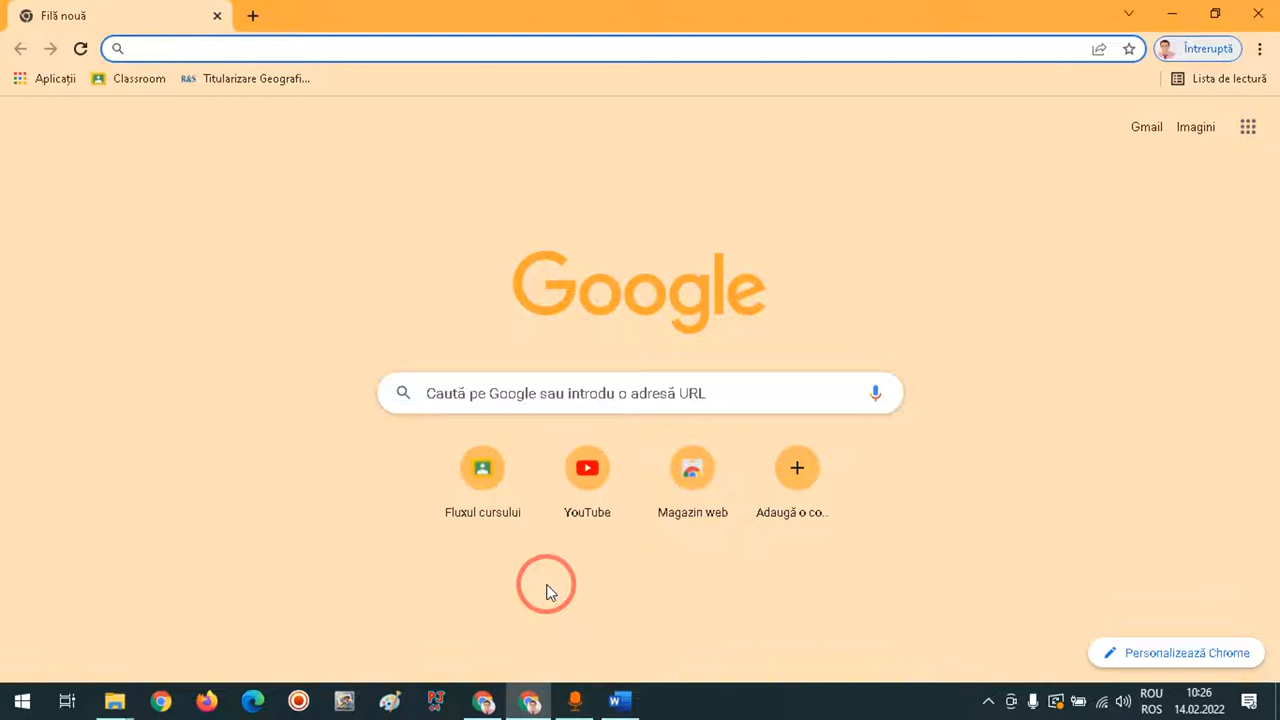 Filă nouă
Întreruptă
Aplicații
Classroom
R&S Titularizare Geografi...
Lista de lectură
Gmail
Imagini
Google
Caută pe Google sau introdu o adresă URL
Fluxul cursului
YouTube
Magazin web
Adaugă o co...
Personalizează Chrome
ROU
ROS
10:26
14.02.2022